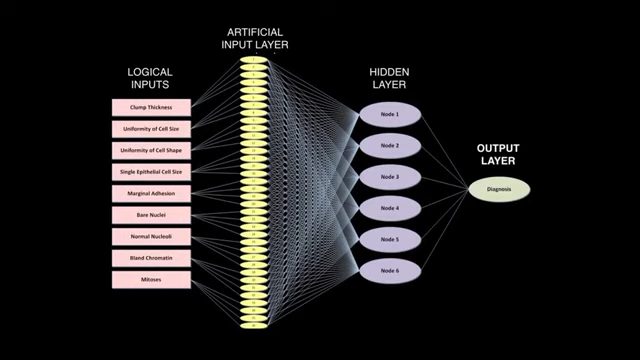 ARTIFICIAL
INPUT LAYER
LOGICAL
INPUTS
HIDDEN
LAYER
OUTPUT
LAYER
Clump Thickness
Uniformity of Cell Size
Uniformity of Cell Shape
Single Epithelial Cell Size
Marginal Adhesion
Bare Nuclei
Normal Nucleoli
Bland Chromatin
Mitoses
Node 1
Node 2
Node 3
Node 4
Node 5
Node 6
Diagnosis